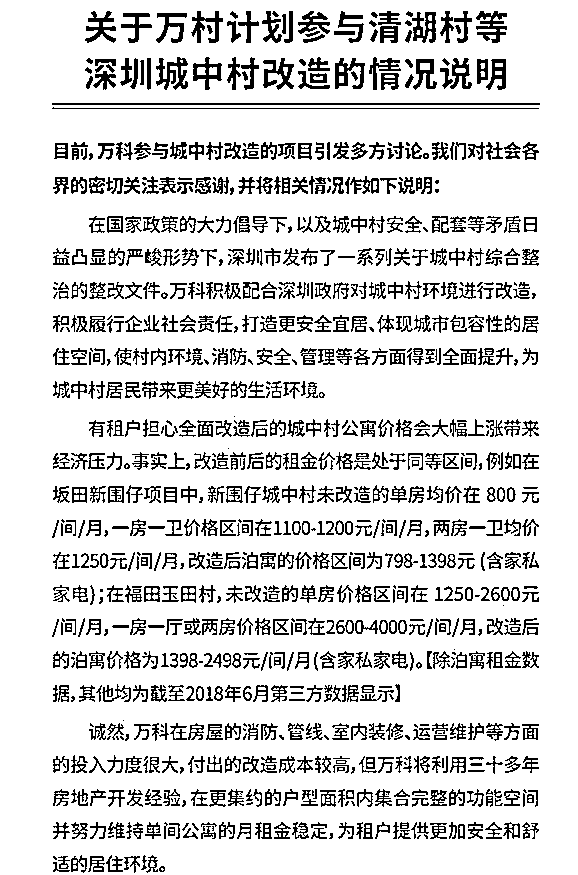 关于万村计划参与清湖村等
深圳城中村改造的情况说明
目前,万科参与城中村改造的项目引发多方讨论。我们对社会各
界的密切关注表示感谢,并将相关情况作如下说明：
在国家政策的大力倡导下,以及城中村安全、配套等矛盾日
益凸显的严峻形势下,深圳市发布了一系列关于城中村综合整
治的整改文件。万科积极配合深圳政府对城中村环境进行改造,
积极履行企业社会责任,打造更安全宜居、体现城市包容性的居
住空间,使村内环境、消防、安全、管理等各方面得到全面提升,为
城中村居民带来更美好的生活环境。
有租户担心全面改造后的城中村公寓价格会大幅上涨带来
经济压力。事实上,改造前后的租金价格是处于同等区间,例如在
坂田新围仔项目中,新围仔城中村未改造的单房均价在 800 元
/间/月,一房一卫价格区间在1100-1200元/间/月,两房一卫均价
在1250元/间/月,改造后泊寓的价格区间为798-1398元 (含家私
家电);在福田玉田村,未改造的单房价格区间在 1250-2600元
/间/月,一房一厅或两房价格区间在2600-4000元/间/月,改造后
的泊寓价格为1398-2498元/间/月(含家私家电)。【除泊寓租金数
据,其他均为截至2018年6月第三方数据显示】
诚然,万科在房屋的消防、管线、室内装修、运营维护等方面
的投入力度很大,付出的改造成本较高,但万科将利用三十多年
房地产开发经验,在更集约的户型面积内集合完整的功能空间
并努力维持单间公寓的月租金稳定,为租户提供更加安全和舒
适的居住环境。